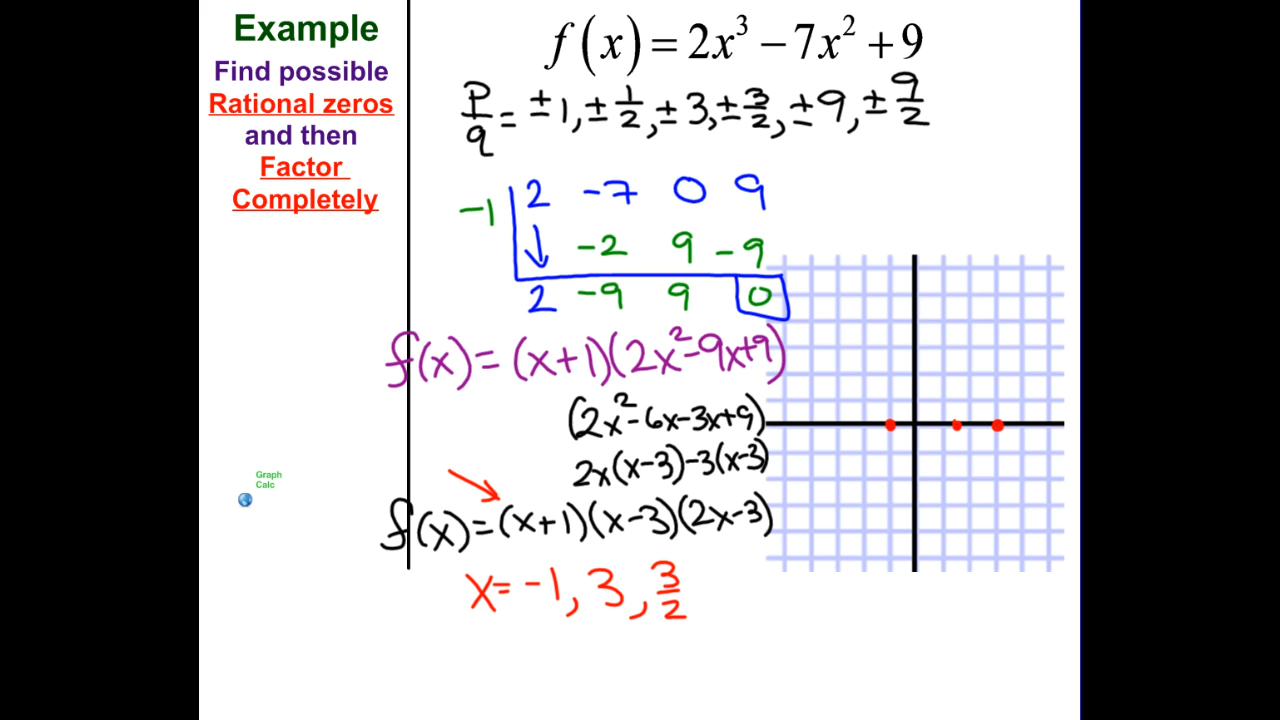 Example
Find possible
Rational zeros
and then
Factor
Completely
f(x) = 2x³ − 7x² + 9
p/q = ±1, ±1/2, ±3, ±3/2, ±9, ±9/2
-1 | 2 -7 0 9
↓ -2 9 -9
2 -9 9 0
f(x) = (x+1)(2x²-9x+9)
(2x²-6x-3x+9)
2x(x-3)-3(x-3)
Graph
Calc
f(x) = (x+1)(x-3)(2x-3)
x = -1, 3, 3/2